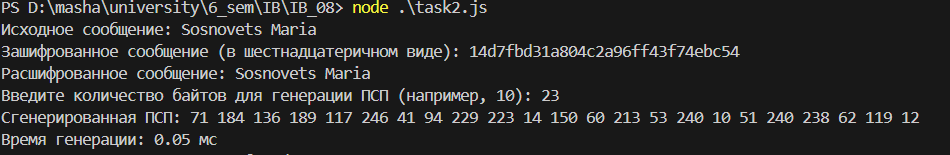 PS D:\masha\university\6_sem\IB\IB_08> node .\task2.js
Исходное сообщение: Sosnovets Maria
Зашифрованное сообщение (в шестнадцатеричном виде): 14d7fbd31a804c2a96ff43f74ebc54
Расшифрованное сообщение: Sosnovets Maria
Введите количество байтов для генерации ПСП (например, 10): 23
Сгенерированная ПСП: 71 184 136 189 117 246 41 94 229 223 14 150 60 213 53 240 10 51 240 238 62 119 12
Время генерации: 0.05 мс